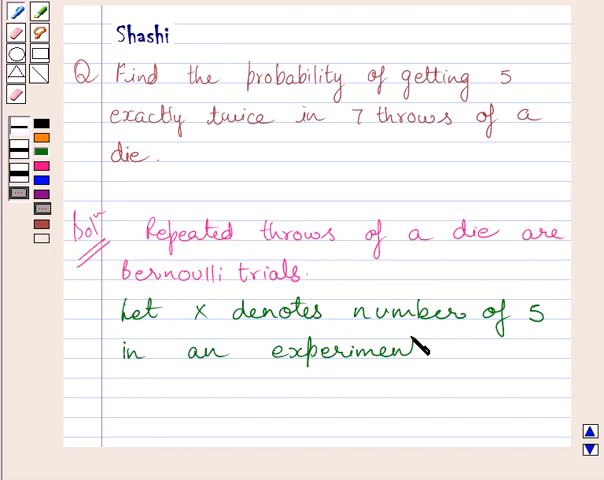 Shashi
Q Find the probability of getting 5
exactly twice in 7 throws of a
die.
Solⁿ Repeated throws of a die are
Bernoulli trials.
Let X denotes number of 5
in an experimen